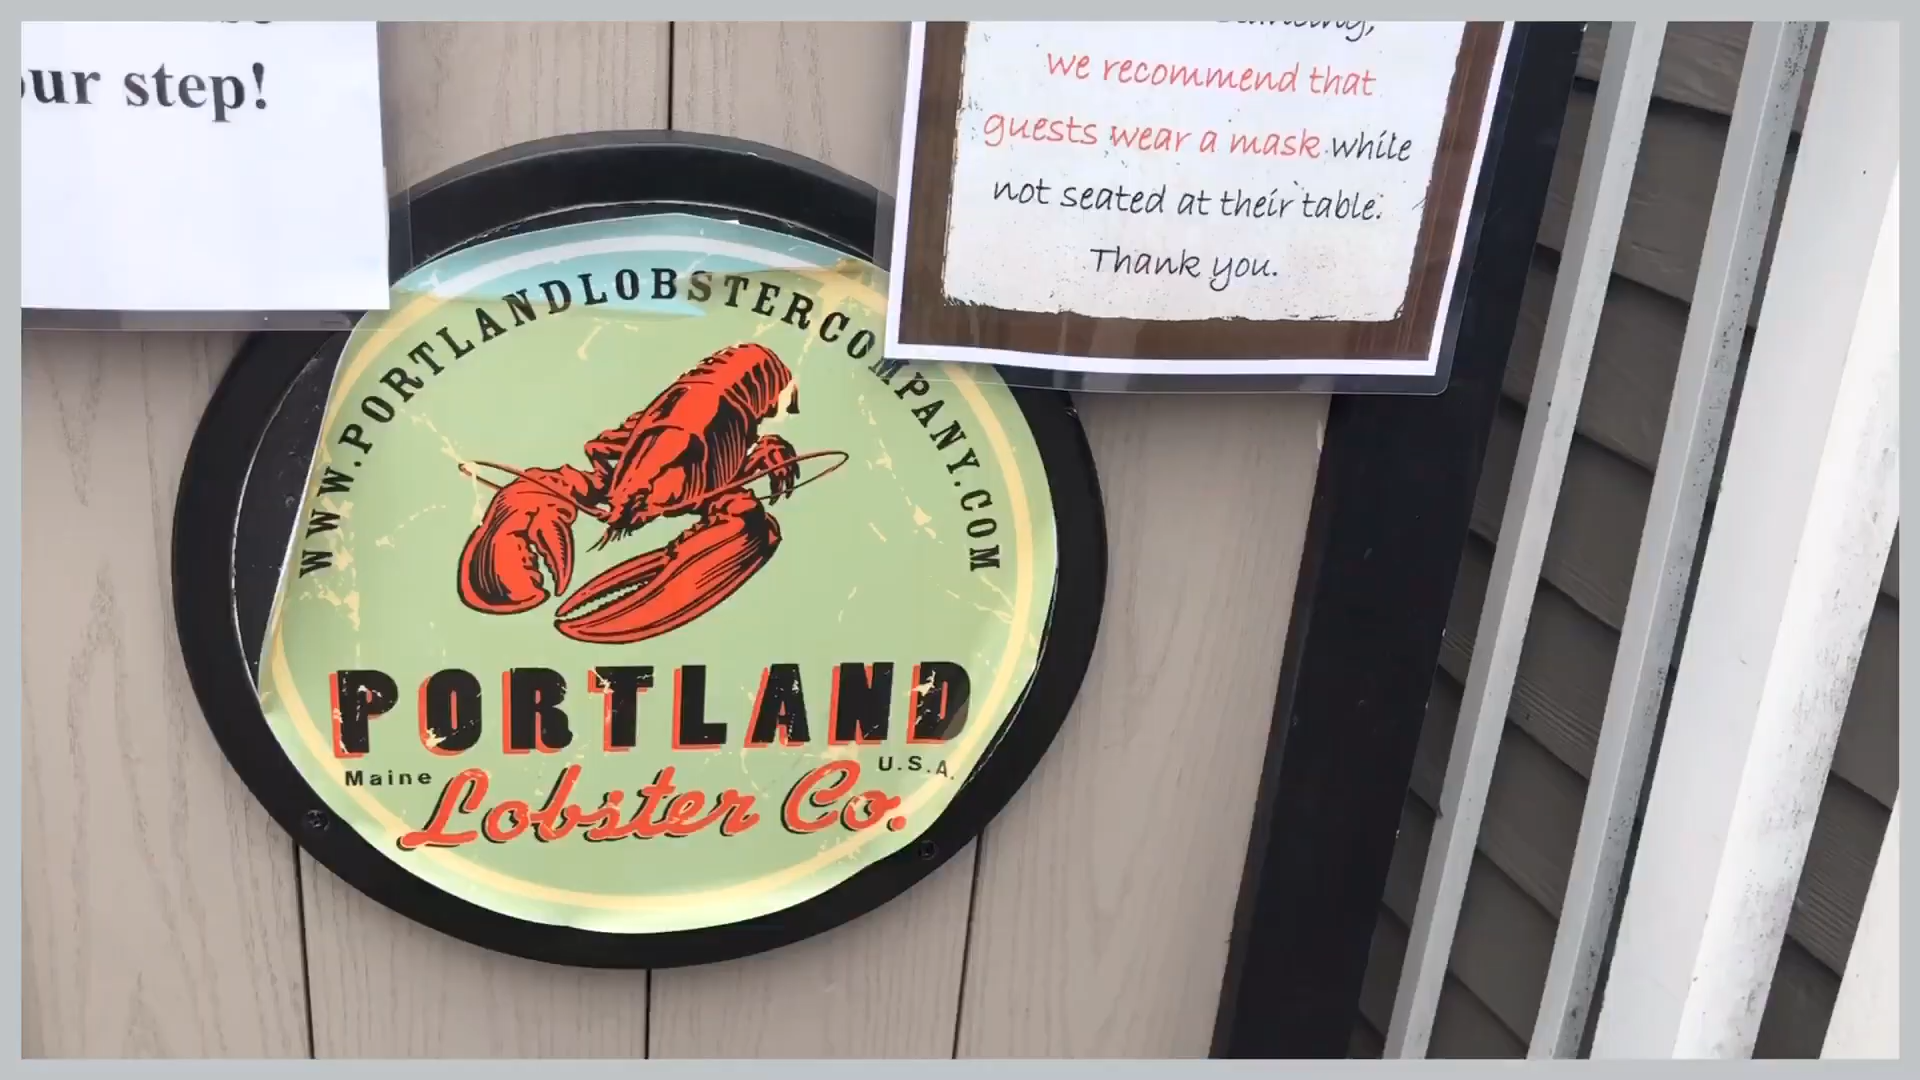 step!
we recommend that
guests wear a mask while
not seated at their table.
Thank you.
WWW.PORTLANDLOBSTERCOMPANY.COM
PORTLAND
Maine U.S.A.
Lobster Co.